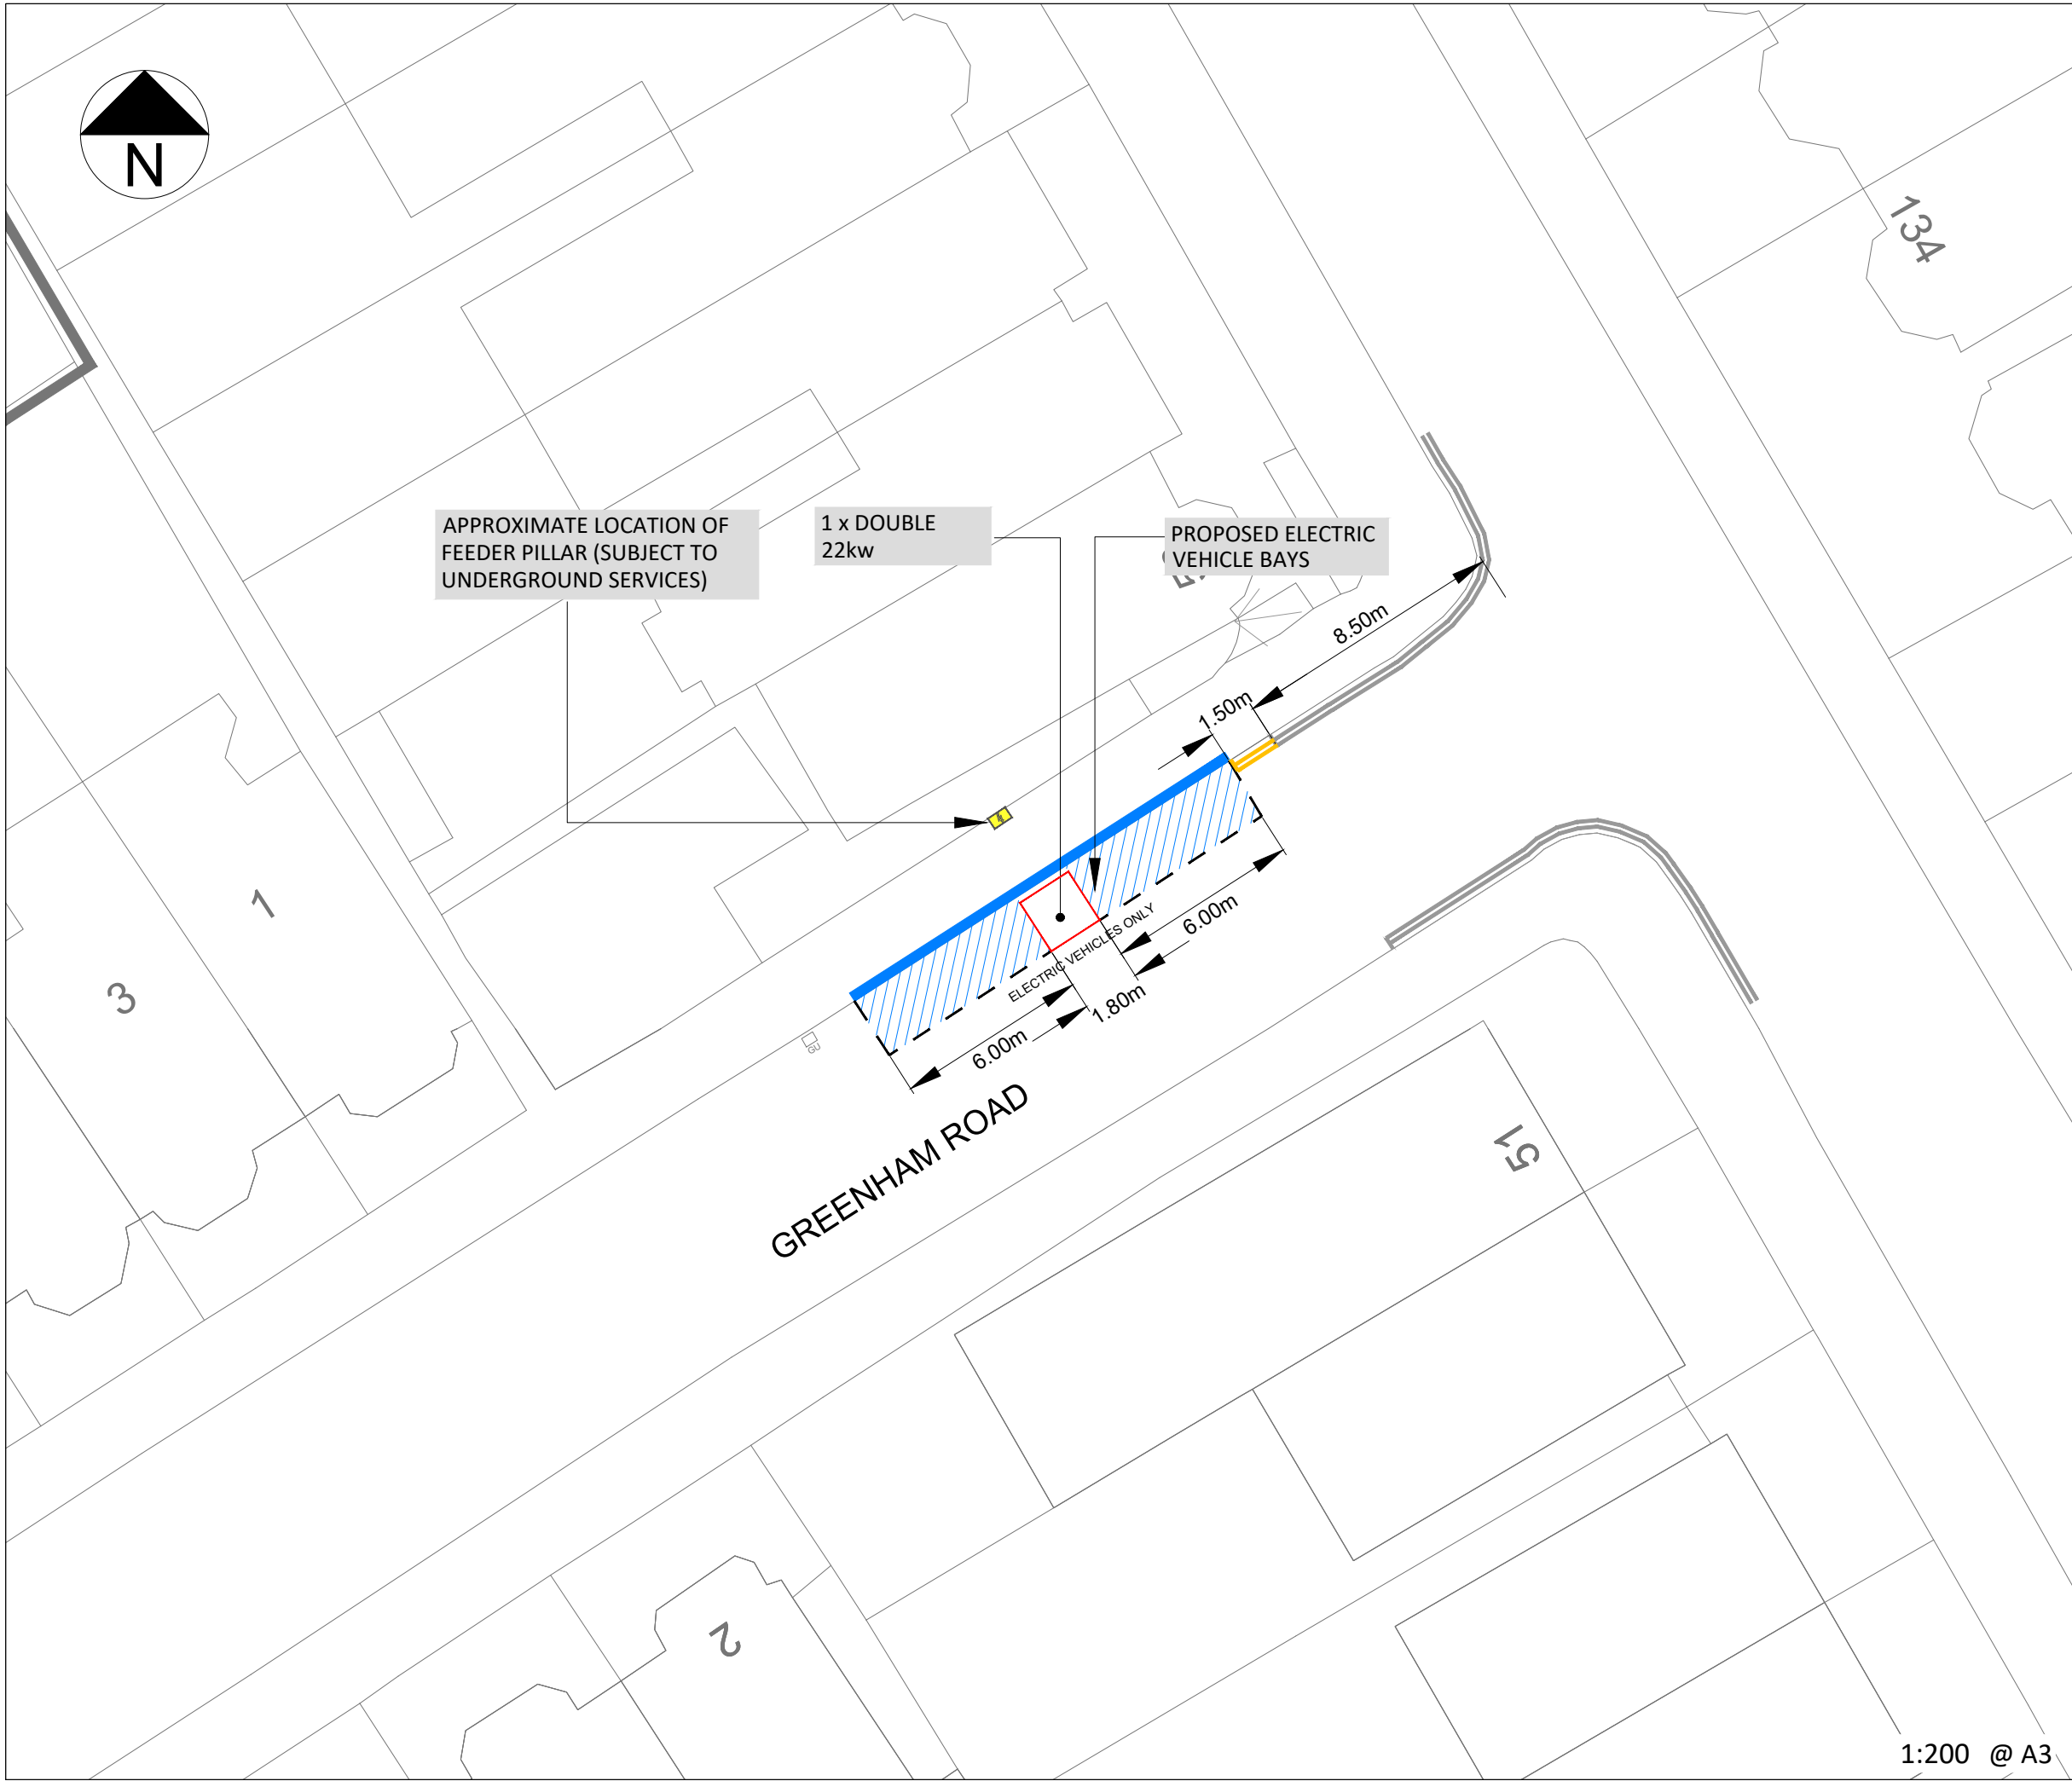 N
134
APPROXIMATE LOCATION OF
FEEDER PILLAR (SUBJECT TO
UNDERGROUND SERVICES)
1 x DOUBLE
22kw
PROPOSED ELECTRIC
VEHICLE BAYS
8.50m
1.50m
6.00m
ELECTRIC VEHICLES ONLY
1.80m
6.00m
GU
GREENHAM ROAD
1
3
51
2
1:200 @ A3